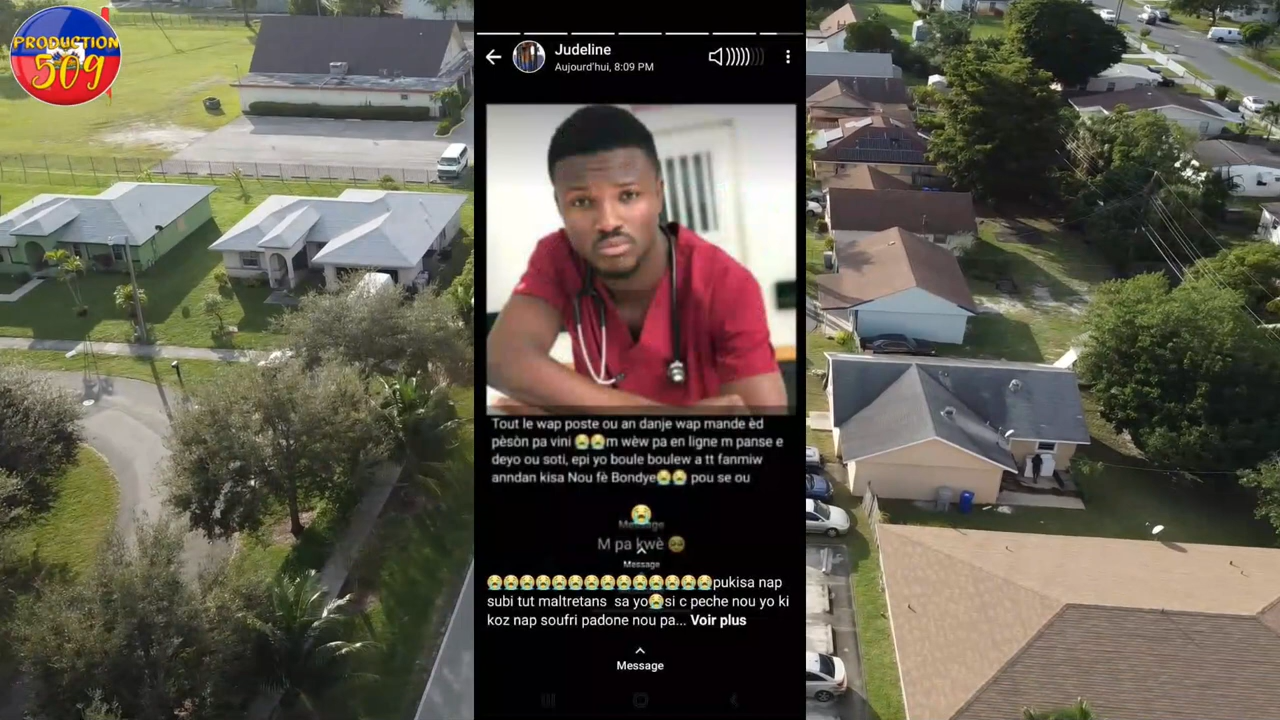 PRODUCTION
509
Judeline
Aujourd'hui, 8:09 PM
Tout le wap poste ou an danje wap mande èd
pèsòn pa vini 😭😭m wèw pa en ligne m panse e
deyo ou soti, epi yo boule boulew a tt fanmiw
anndan kisa Nou fè Bondye😭😭 pou se ou
😭
Message
M pa kwè 🥺
Message
😭😭😭😭😭😭😭😭😭😭😭😭😭😭pukisa nap
subi tut maltretans sa yo😭si c peche nou yo ki
koz nap soufri padone nou pa... Voir plus
Message